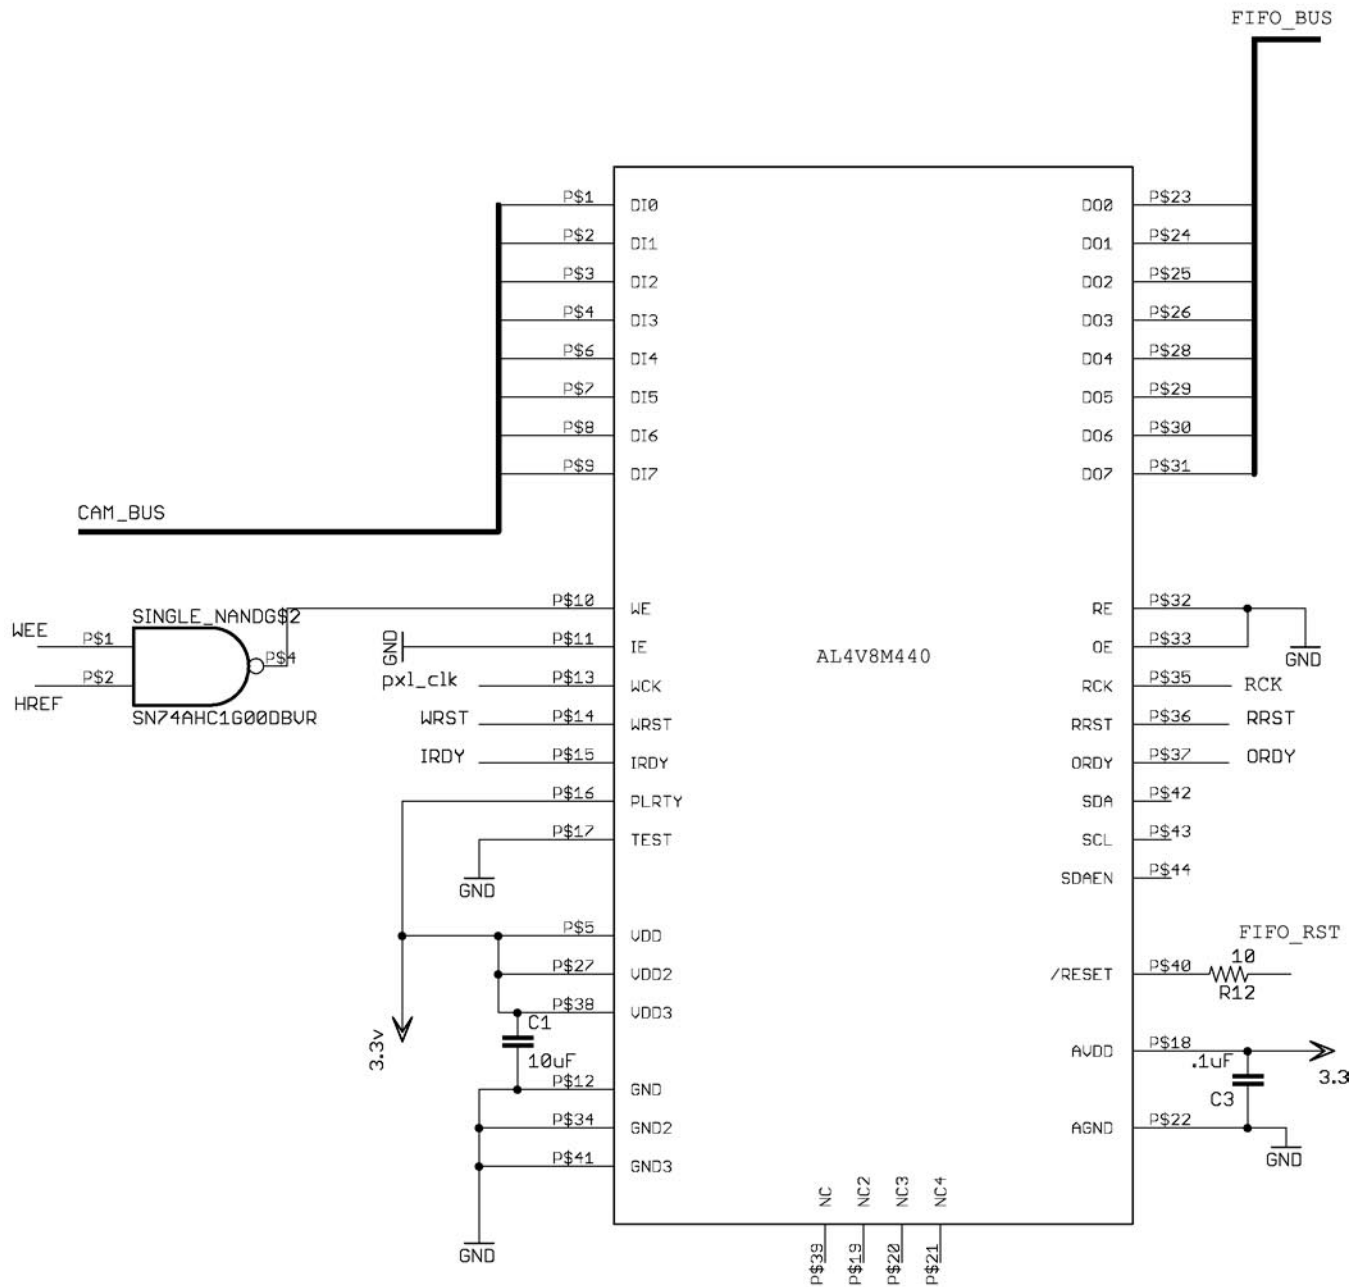 FIFO_BUS
P$1 DI0 DO0 P$23
P$2 DI1 DO1 P$24
P$3 DI2 DO2 P$25
P$4 DI3 DO3 P$26
P$6 DI4 DO4 P$28
P$7 DI5 DO5 P$29
P$8 DI6 DO6 P$30
P$9 DI7 DO7 P$31
CAM_BUS
SINGLE_NANDG$2 P$10 WE RE P$32
WEE P$1 P$4 GND P$11 IE AL4V8M440 OE P$33 GND
HREF P$2 pxl_clk P$13 WCK RCK P$35 RCK
SN74AHC1G00DBVR WRST P$14 WRST RRST P$36 RRST
IRDY P$15 IRDY ORDY P$37 ORDY
P$16 PLRTY SDA P$42
P$17 TEST SCL P$43
GND SDAEN P$44
P$5 VDD FIFO_RST
P$27 VDD2 /RESET P$40 10
R12
P$38 VDD3
C1
3.3v 10uF AVDD P$18 .1uF 3.3
P$12 GND C3
P$34 GND2 AGND P$22
P$41 GND3 GND
NC NC2 NC3 NC4
GND P$39 P$19 P$20 P$21